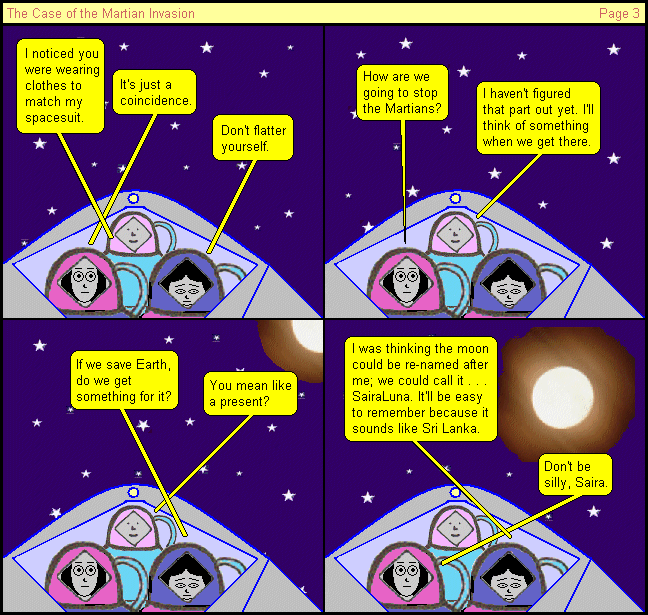 The Case of the Martian Invasion
Page 3
I noticed you
were wearing
clothes to
match my
spacesuit.
It's just a
coincidence.
Don't flatter
yourself.
How are we
going to stop
the Martians?
I haven't figured
that part out yet. I'll
think of something
when we get there.
If we save Earth,
do we get
something for it?
You mean like
a present?
I was thinking the moon
could be re-named after
me; we could call it . . .
SairaLuna. It'll be easy
to remember because it
sounds like Sri Lanka.
Don't be
silly, Saira.